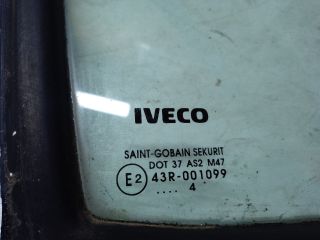 IVECO
SAINT-GOBAIN SEKURIT
DOT 37 AS2 M47
E2 43R-001099
.... 4